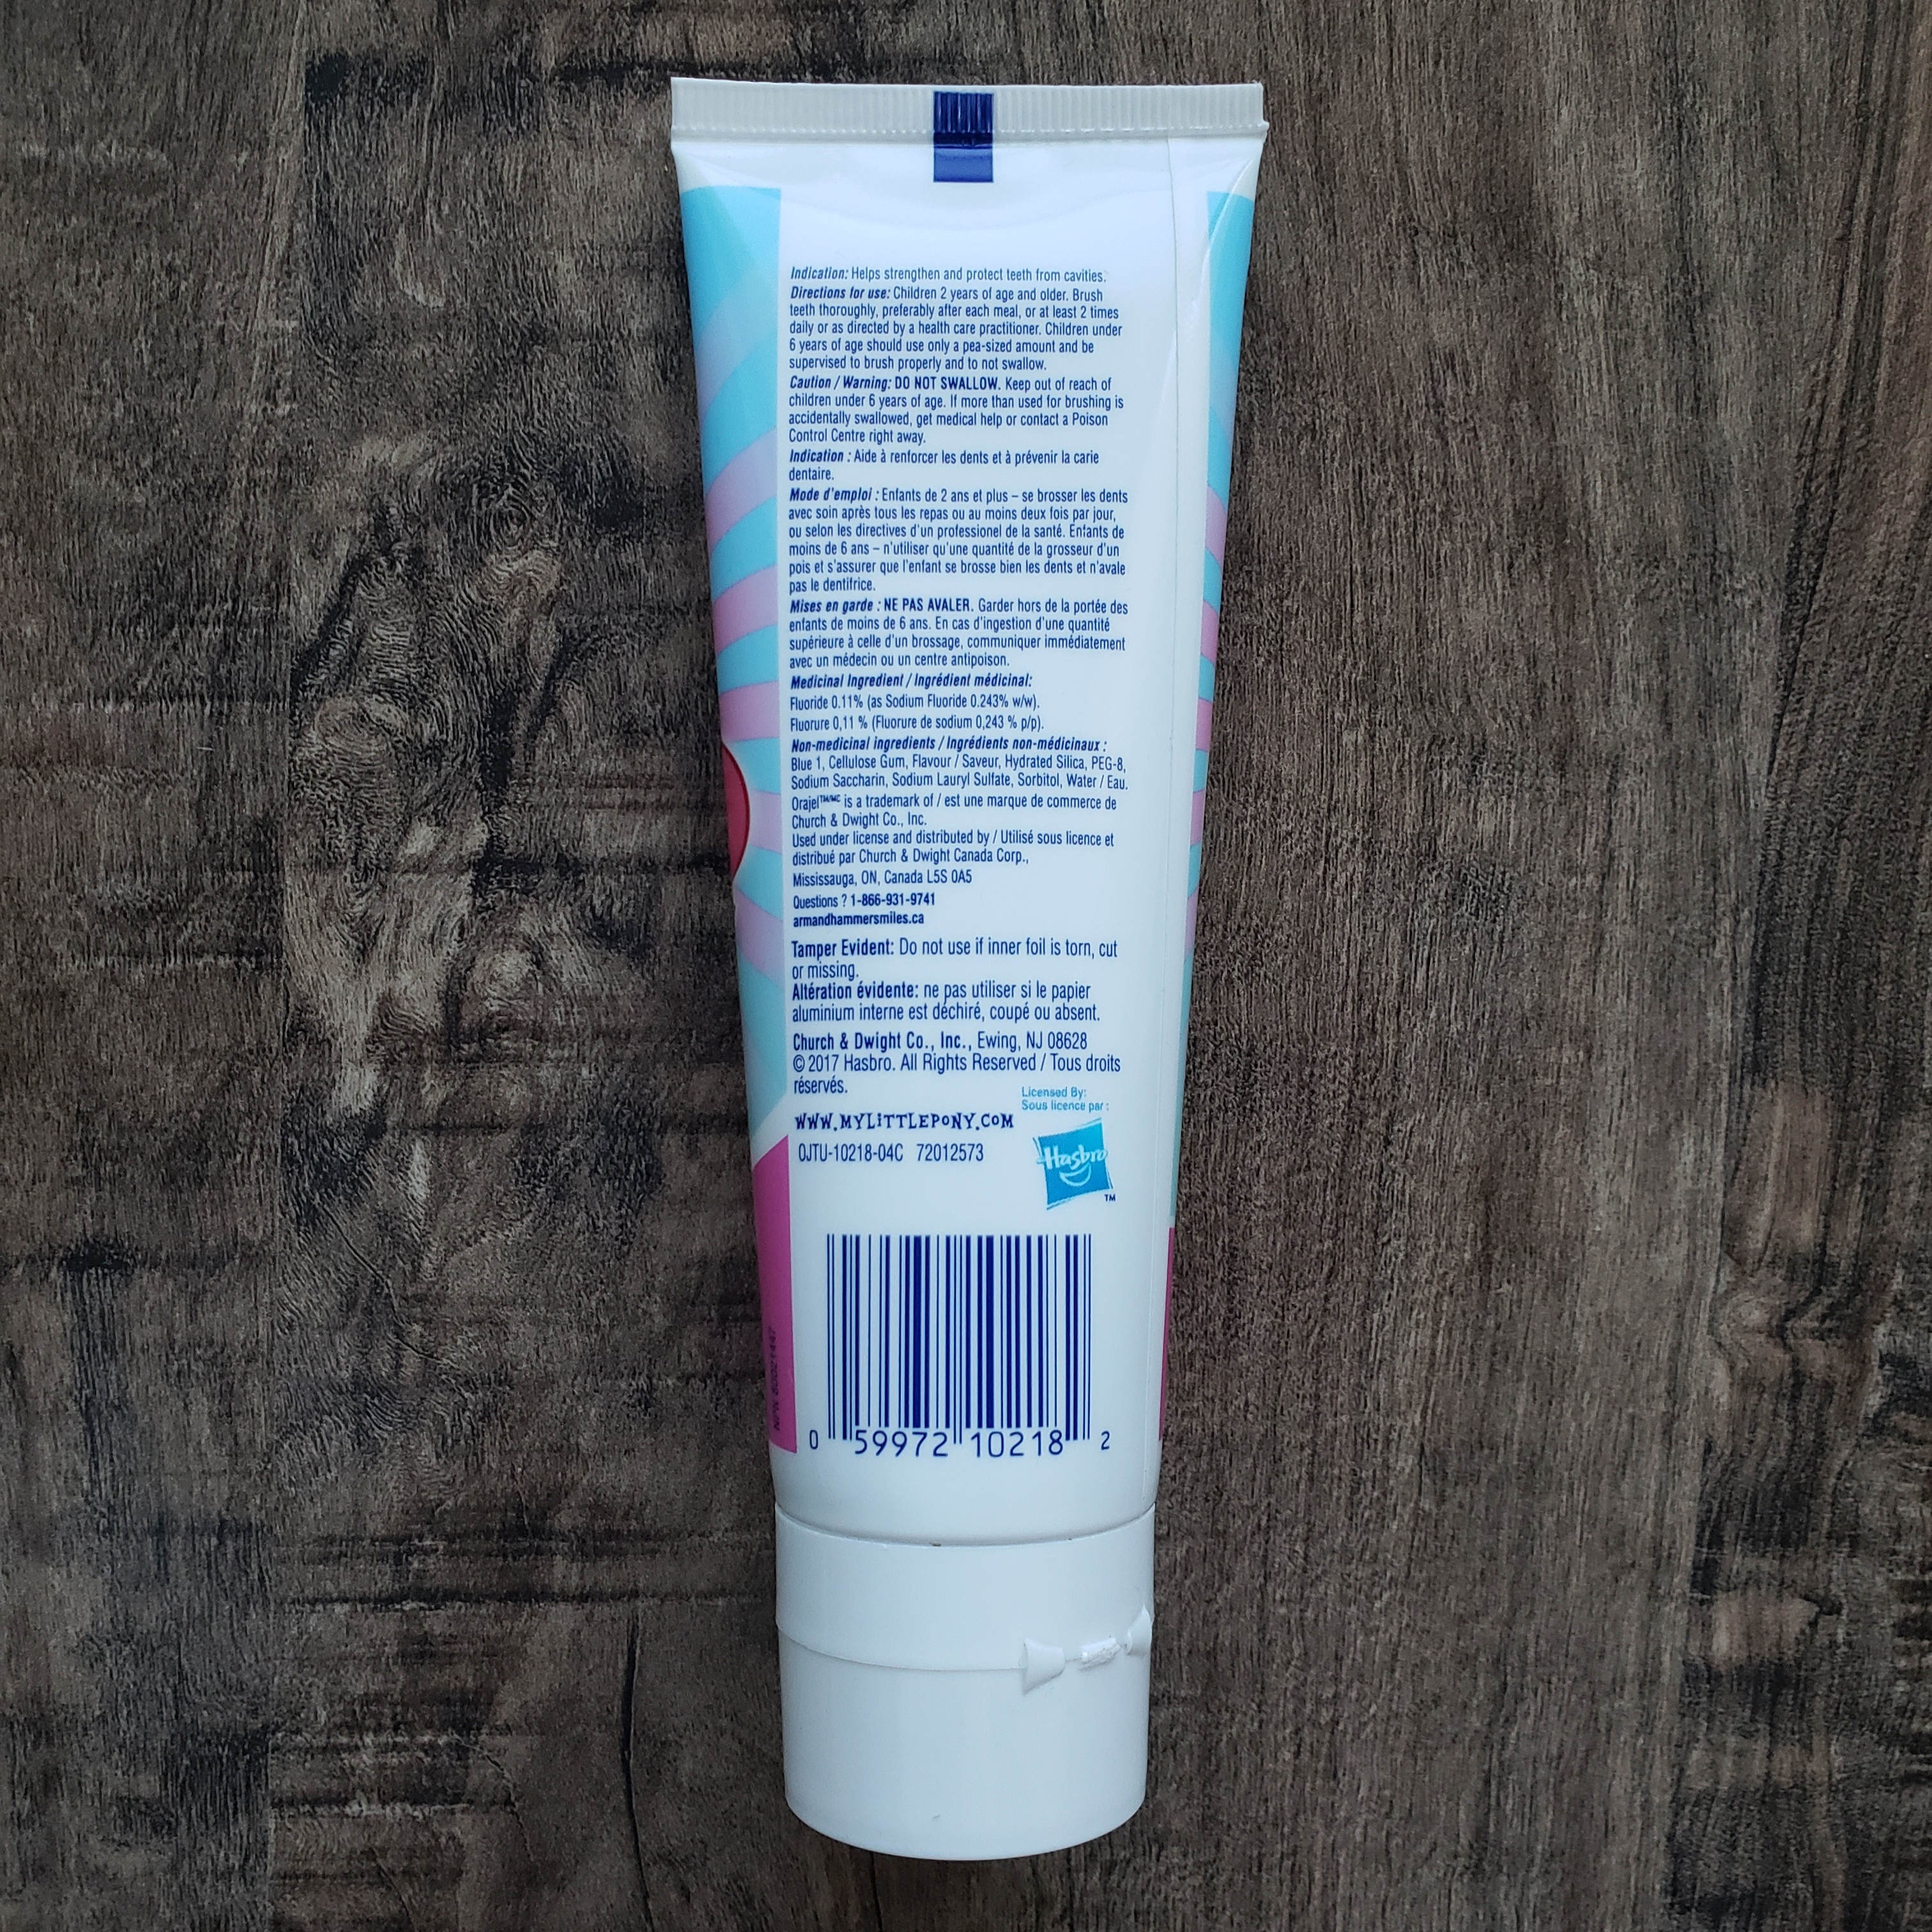 Indication: Helps strengthen and protect teeth from cavities.
Directions for use: Children 2 years of age and older. Brush
teeth thoroughly, preferably after each meal, or at least 2 times
daily or as directed by a health care practitioner. Children under
6 years of age should use only a pea-sized amount and be
supervised to brush properly and to not swallow.
Caution / Warning: DO NOT SWALLOW. Keep out of reach of
children under 6 years of age. If more than used for brushing is
accidentally swallowed, get medical help or contact a Poison
Control Centre right away.
Indication : Aide à renforcer les dents et à prévenir la carie
dentaire.
Mode d'emploi : Enfants de 2 ans et plus – se brosser les dents
avec soin après tous les repas ou au moins deux fois par jour,
ou selon les directives d'un professionel de la santé. Enfants de
moins de 6 ans – n'utiliser qu'une quantité de la grosseur d'un
pois et s'assurer que l'enfant se brosse bien les dents et n'avale
pas le dentifrice.
Mises en garde : NE PAS AVALER. Garder hors de la portée des
enfants de moins de 6 ans. En cas d'ingestion d'une quantité
supérieure à celle d'un brossage, communiquer immédiatement
avec un médecin ou un centre antipoison.
Medicinal Ingredient / Ingrédient médicinal:
Fluoride 0.11% (as Sodium Fluoride 0.243% w/w).
Fluorure 0,11 % (Fluorure de sodium 0,243 % p/p).
Non-medicinal ingredients / Ingrédients non-médicinaux :
Blue 1, Cellulose Gum, Flavour / Saveur, Hydrated Silica, PEG-8,
Sodium Saccharin, Sodium Lauryl Sulfate, Sorbitol, Water / Eau.
Orajel™/MC is a trademark of / est une marque de commerce de
Church & Dwight Co., Inc.
Used under license and distributed by / Utilisé sous licence et
distribué par Church & Dwight Canada Corp.,
Mississauga, ON, Canada L5S 0A5
Questions ? 1-866-931-9741
armandhammersmiles.ca
Tamper Evident: Do not use if inner foil is torn, cut
or missing.
Altération évidente: ne pas utiliser si le papier
aluminium interne est déchiré, coupé ou absent.
Church & Dwight Co., Inc., Ewing, NJ 08628
© 2017 Hasbro. All Rights Reserved / Tous droits
réservés.
Licensed By:
Sous licence par :
WWW.MYLITTLEPONY.COM
OJTU-10218-04C 72012573
Hasbro
TM
0 59972 10218 2